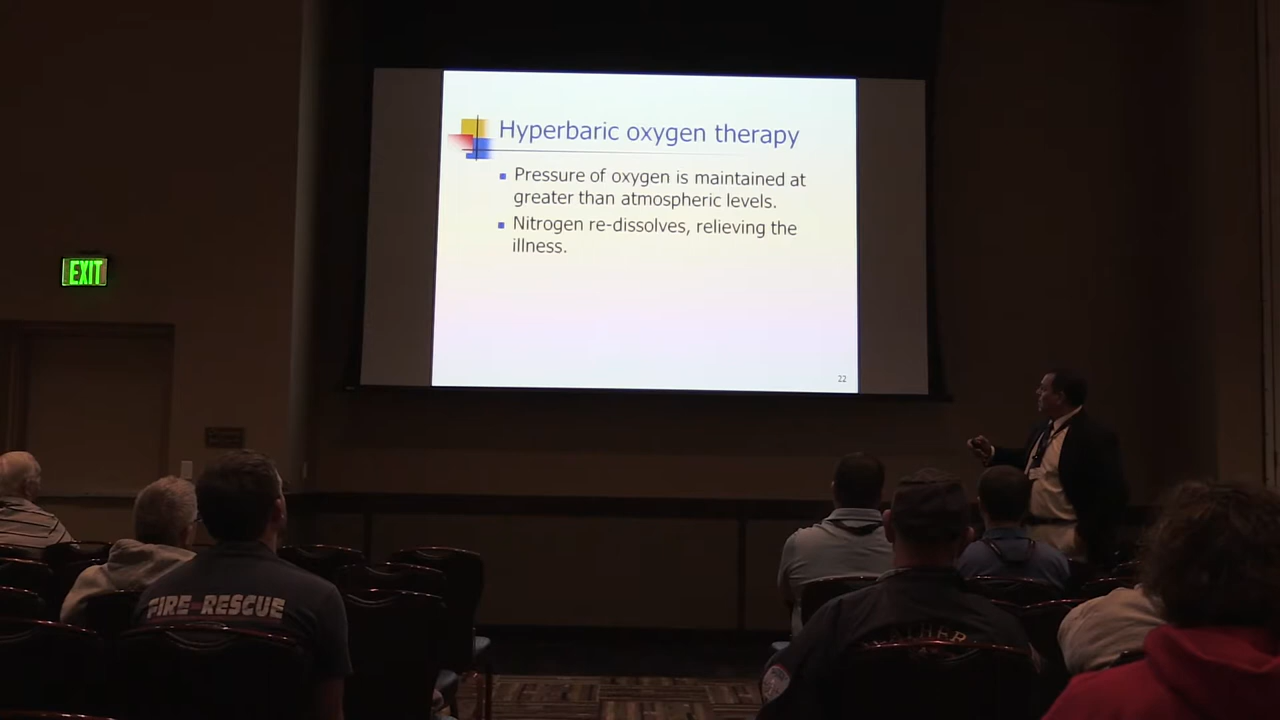 Hyperbaric oxygen therapy
Pressure of oxygen is maintained at
greater than atmospheric levels.
Nitrogen re-dissolves, relieving the
illness.
22
EXIT
FIRE RESCUE